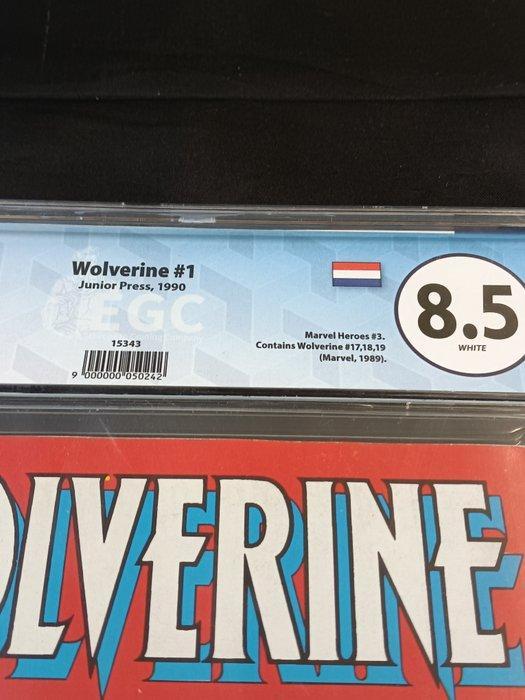 Wolverine #1
Junior Press, 1990
EGC
15343
9 000000 050242
Marvel Heroes #3.
Contains Wolverine #17,18,19
(Marvel, 1989).
8.5
WHITE
OLVERINE